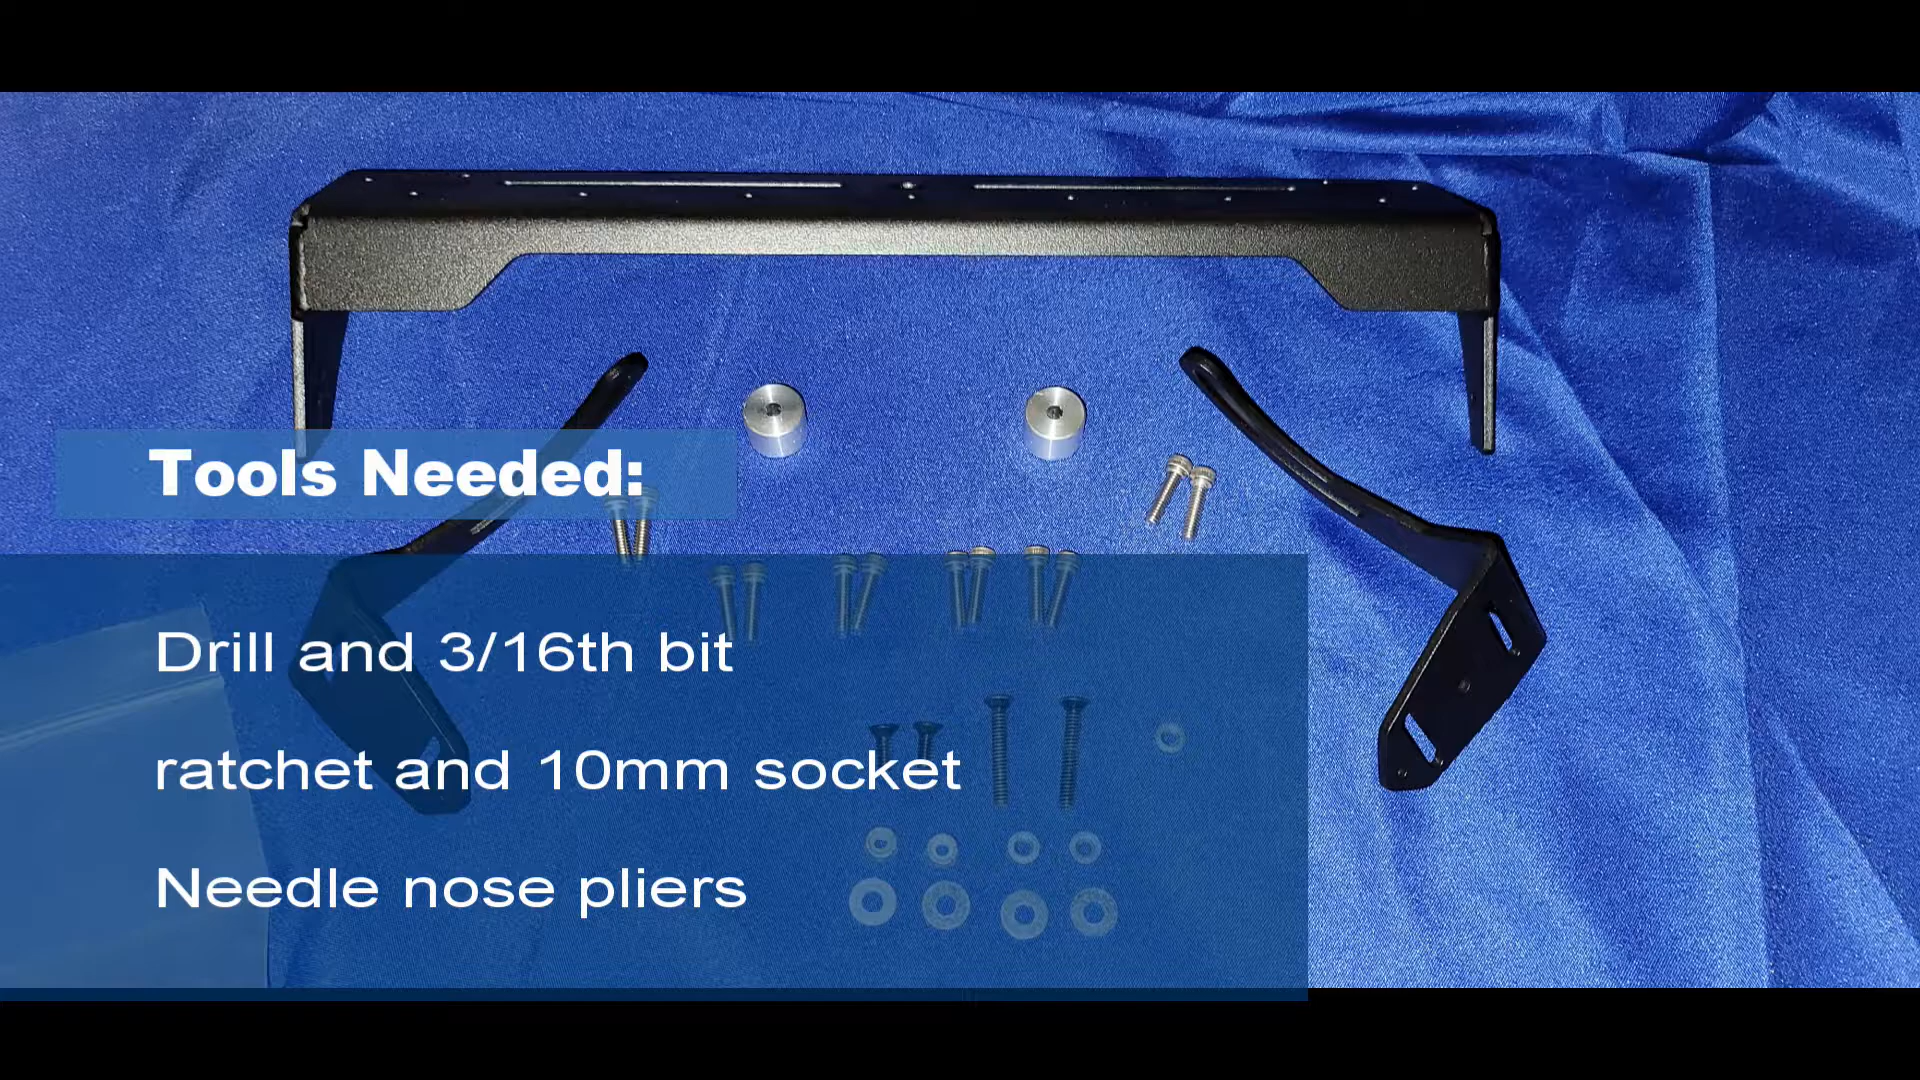 Tools Needed:
Drill and 3/16th bit
ratchet and 10mm socket
Needle nose pliers